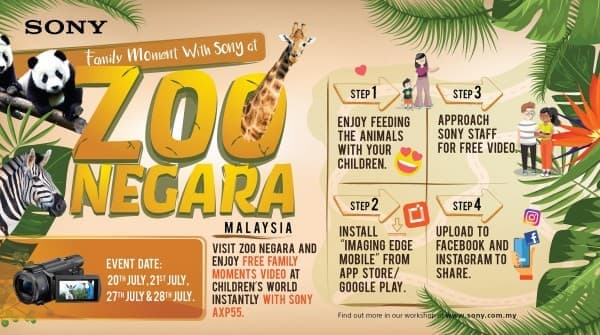 SONY
Family Moment With Sony at
ZOO
NEGARA
MALAYSIA
EVENT DATE:
20TH JULY, 21ST JULY,
27TH JULY & 28TH JULY.
VISIT ZOO NEGARA AND
ENJOY FREE FAMILY
MOMENTS VIDEO AT
CHILDREN'S WORLD
INSTANTLY WITH SONY
AXP55.
STEP 1
ENJOY FEEDING
THE ANIMALS
WITH YOUR
CHILDREN.
STEP 2
INSTALL
"IMAGING EDGE
MOBILE" FROM
APP STORE/
GOOGLE PLAY.
STEP 3
APPROACH
SONY STAFF
FOR FREE VIDEO.
STEP 4
UPLOAD TO
FACEBOOK AND
INSTAGRAM TO
SHARE.
Find out more in our workshop at www.sony.com.my